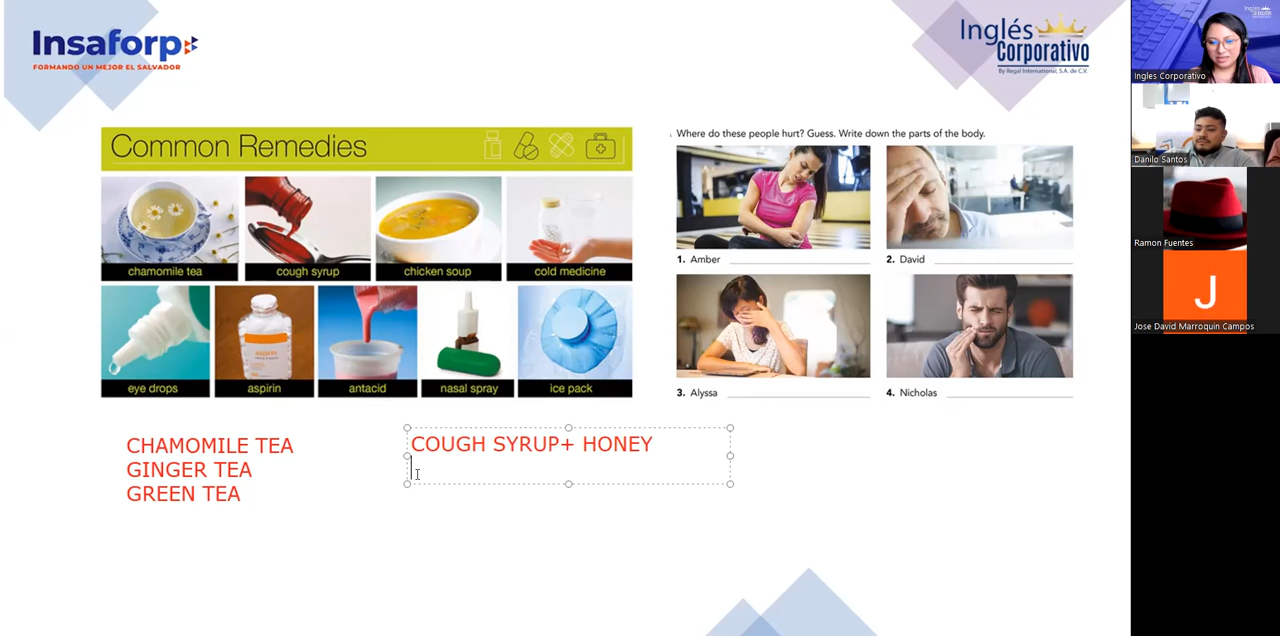 Insaforp
FORMANDO UN MEJOR EL SALVADOR
Inglés
Corporativo
By Regal International, S.A. de C.V.
Common Remedies
chamomile tea
cough syrup
chicken soup
cold medicine
eye drops
aspirin
antacid
nasal spray
ice pack
Where do these people hurt? Guess. Write down the parts of the body.
1. Amber
2. David
3. Alyssa
4. Nicholas
CHAMOMILE TEA
GINGER TEA
GREEN TEA
COUGH SYRUP+ HONEY
Ingles Corporativo
Danilo Santos
Ramon Fuentes
J
Jose David Marroquin Campos